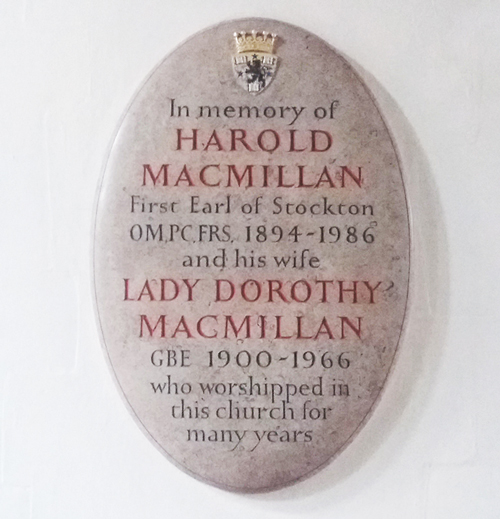 In memory of
HAROLD
MACMILLAN
First Earl of Stockton
OM,PC,FRS, 1894-1986
and his wife
LADY DOROTHY
MACMILLAN
GBE 1900-1966
who worshipped in
this church for
many years